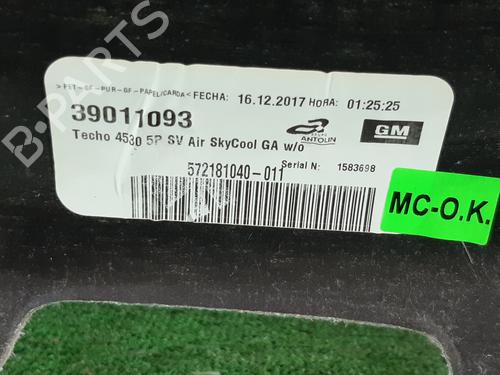 >PET-GF-PUR-GF-PAPEL/CARDA< FECHA: 16.12.2017 HORA: 01:25:25
39011093
GRUPO ANTOLIN
GM
Techo 4530 5P SV Air SkyCool GA w/o
572181040-011
Serial N: 1583698
MC-O.K.
B-PARTS